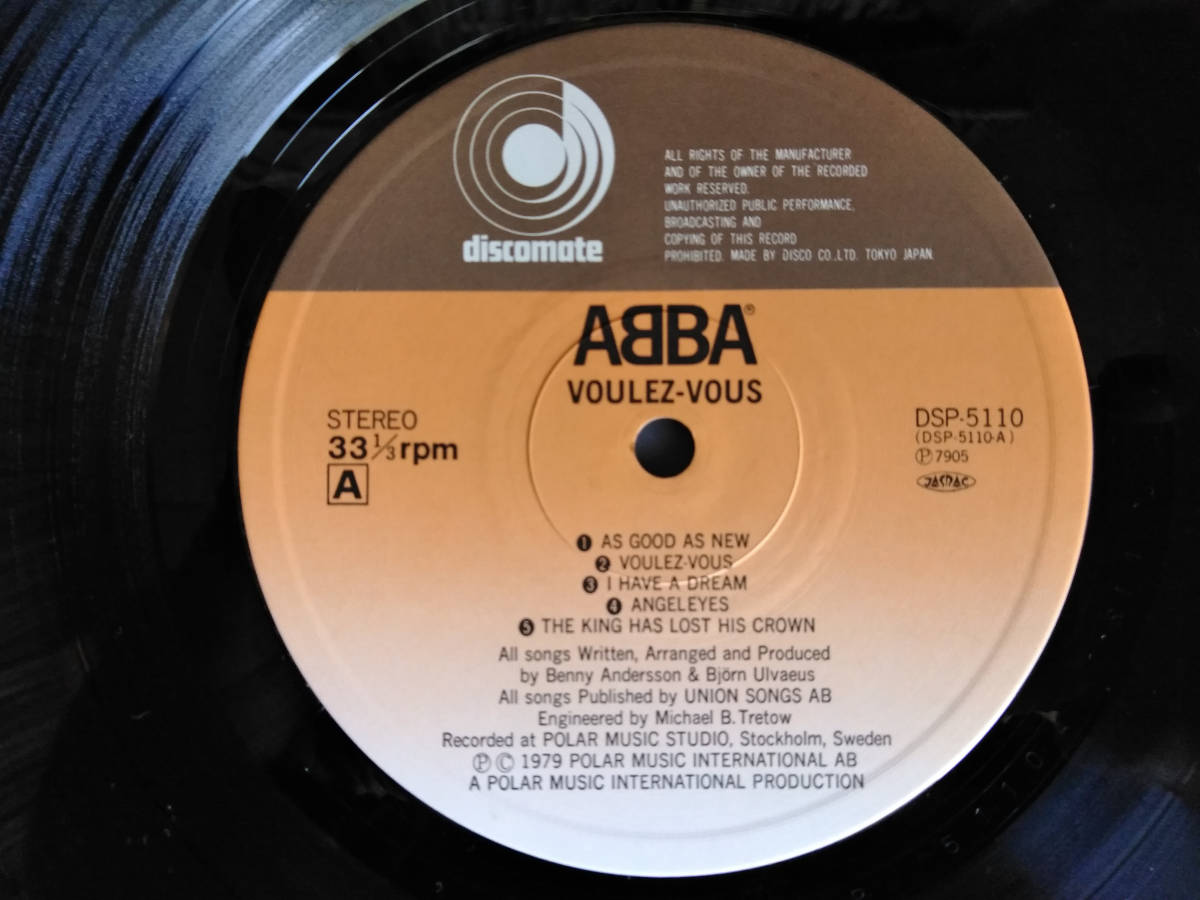 discomate
ALL RIGHTS OF THE MANUFACTURER
AND OF THE OWNER OF THE RECORDED
WORK RESERVED.
UNAUTHORIZED PUBLIC PERFORMANCE,
BROADCASTING AND
COPYING OF THIS RECORD
PROHIBITED. MADE BY DISCO CO.,LTD. TOKYO JAPAN.
ABBA®
VOULEZ-VOUS
STEREO
33 1/3 rpm
A
DSP-5110
(DSP-5110-A)
Ⓟ7905
JASRAC
❶ AS GOOD AS NEW
❷ VOULEZ-VOUS
❸ I HAVE A DREAM
❹ ANGELEYES
❺ THE KING HAS LOST HIS CROWN
All songs Written, Arranged and Produced
by Benny Andersson & Björn Ulvaeus
All songs Published by UNION SONGS AB
Engineered by Michael B. Tretow
Recorded at POLAR MUSIC STUDIO, Stockholm, Sweden
Ⓟ © 1979 POLAR MUSIC INTERNATIONAL AB
A POLAR MUSIC INTERNATIONAL PRODUCTION